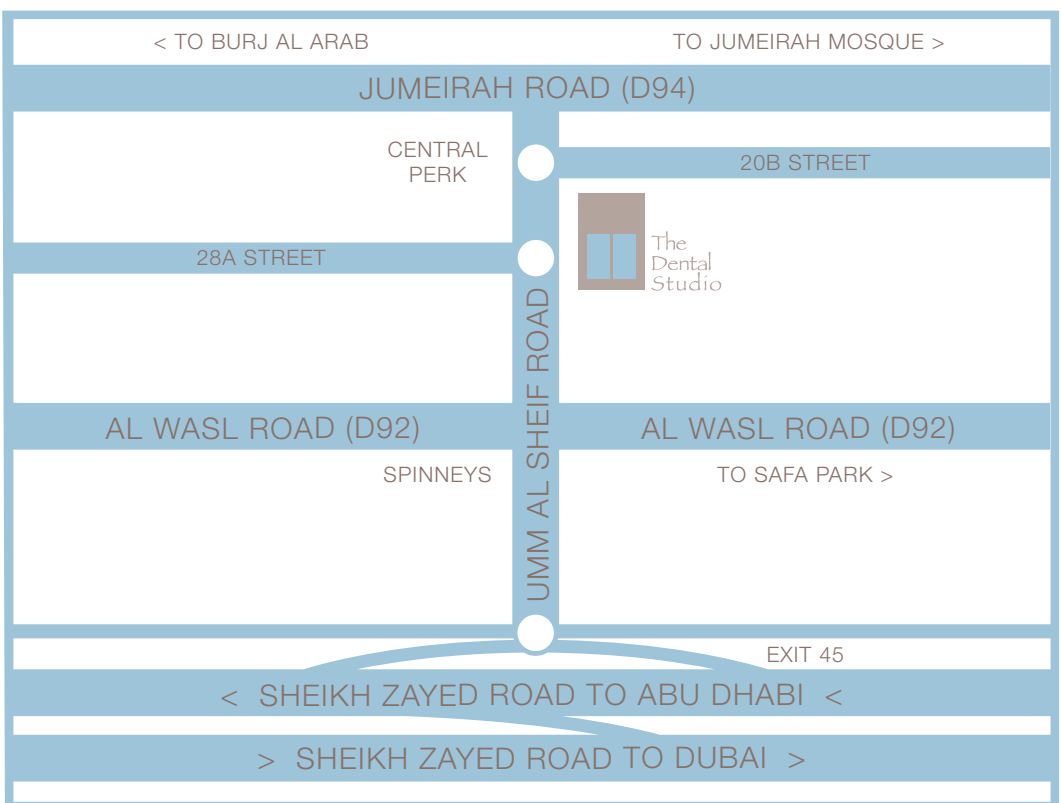 < TO BURJ AL ARAB
TO JUMEIRAH MOSQUE >
JUMEIRAH ROAD (D94)
CENTRAL
PERK
20B STREET
The
Dental
Studio
28A STREET
UMM AL SHEIF ROAD
AL WASL ROAD (D92)
AL WASL ROAD (D92)
SPINNEYS
TO SAFA PARK >
EXIT 45
< SHEIKH ZAYED ROAD TO ABU DHABI <
> SHEIKH ZAYED ROAD TO DUBAI >